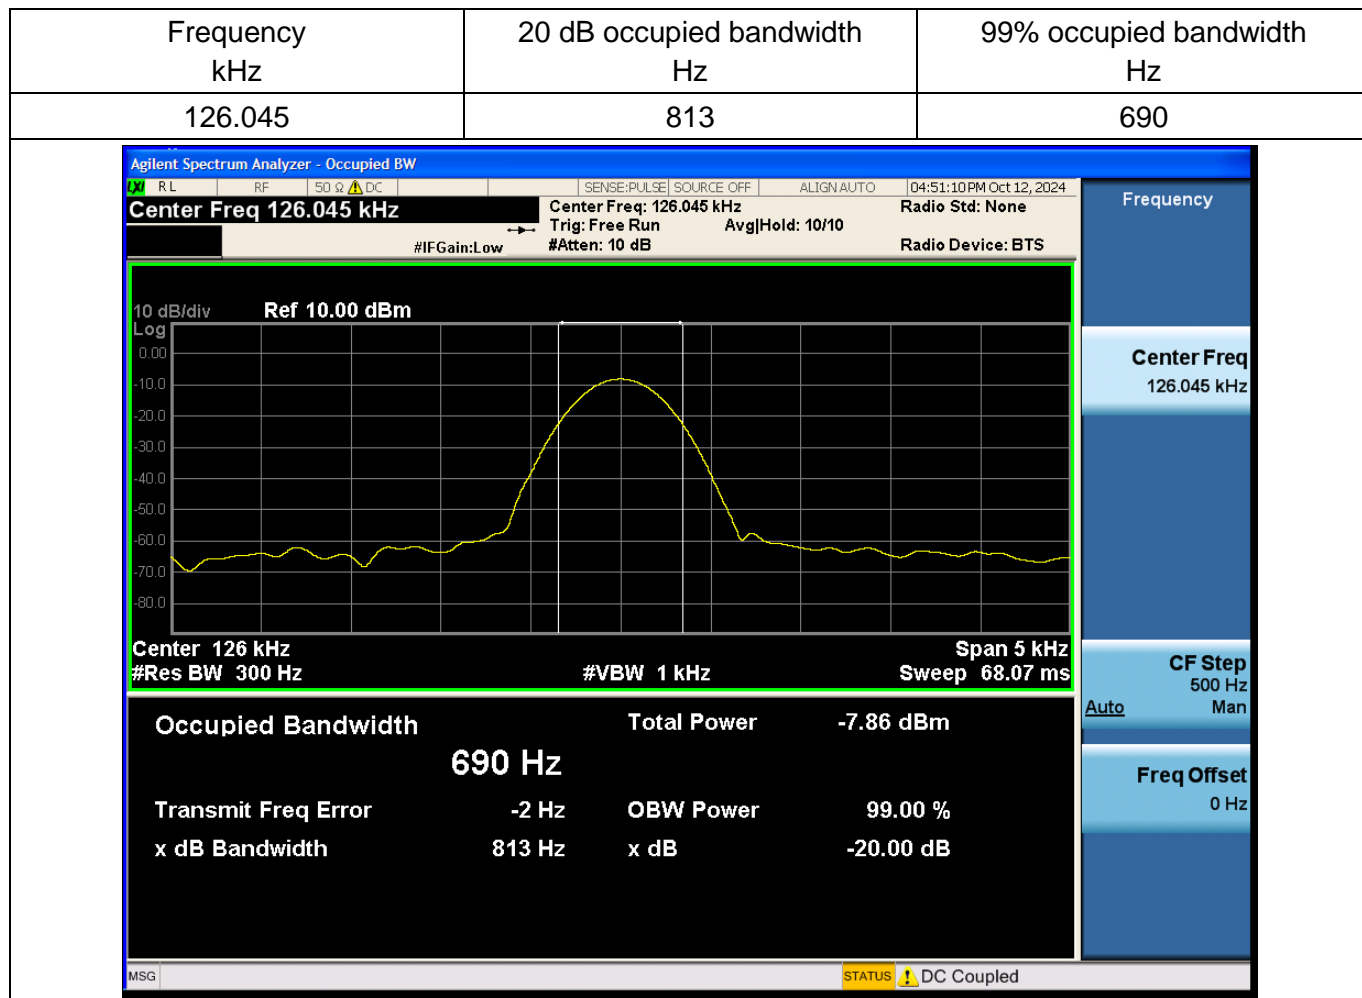 Frequency
kHz
20 dB occupied bandwidth
Hz
99% occupied bandwidth
Hz
126.045
813
690
Agilent Spectrum Analyzer - Occupied BW
LXI RL RF 50 Ω DC SENSE:PULSE SOURCE OFF ALIGN AUTO 04:51:10 PM Oct 12, 2024
Center Freq 126.045 kHz
Center Freq: 126.045 kHz
Radio Std: None
Trig: Free Run Avg|Hold: 10/10
#IFGain:Low
#Atten: 10 dB
Radio Device: BTS
10 dB/div Ref 10.00 dBm
Log
0.00
-10.0
-20.0
-30.0
-40.0
-50.0
-60.0
-70.0
-80.0
Center 126 kHz Span 5 kHz
#Res BW 300 Hz #VBW 1 kHz Sweep 68.07 ms
Occupied Bandwidth
690 Hz
Total Power -7.86 dBm
Transmit Freq Error -2 Hz OBW Power 99.00 %
x dB Bandwidth 813 Hz x dB -20.00 dB
Frequency
Center Freq
126.045 kHz
CF Step
500 Hz
Auto Man
Freq Offset
0 Hz
MSG STATUS DC Coupled